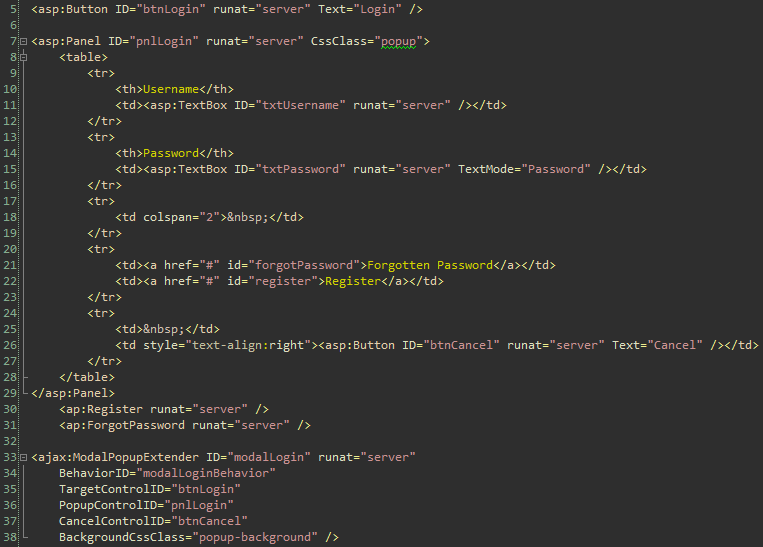 5 <asp:Button ID="btnLogin" runat="server" Text="Login" />
6
7 <asp:Panel ID="pnlLogin" runat="server" CssClass="popup">
8     <table>
9         <tr>
10             <th>Username</th>
11             <td><asp:TextBox ID="txtUsername" runat="server" /></td>
12         </tr>
13         <tr>
14             <th>Password</th>
15             <td><asp:TextBox ID="txtPassword" runat="server" TextMode="Password" /></td>
16         </tr>
17         <tr>
18             <td colspan="2">&nbsp;</td>
19         </tr>
20         <tr>
21             <td><a href="#" id="forgotPassword">Forgotten Password</a></td>
22             <td><a href="#" id="register">Register</a></td>
23         </tr>
24         <tr>
25             <td>&nbsp;</td>
26             <td style="text-align:right"><asp:Button ID="btnCancel" runat="server" Text="Cancel" /></td>
27         </tr>
28     </table>
29 </asp:Panel>
30     <ap:Register runat="server" />
31     <ap:ForgotPassword runat="server" />
32
33 <ajax:ModalPopupExtender ID="modalLogin" runat="server"
34     BehaviorID="modalLoginBehavior"
35     TargetControlID="btnLogin"
36     PopupControlID="pnlLogin"
37     CancelControlID="btnCancel"
38     BackgroundCssClass="popup-background" />